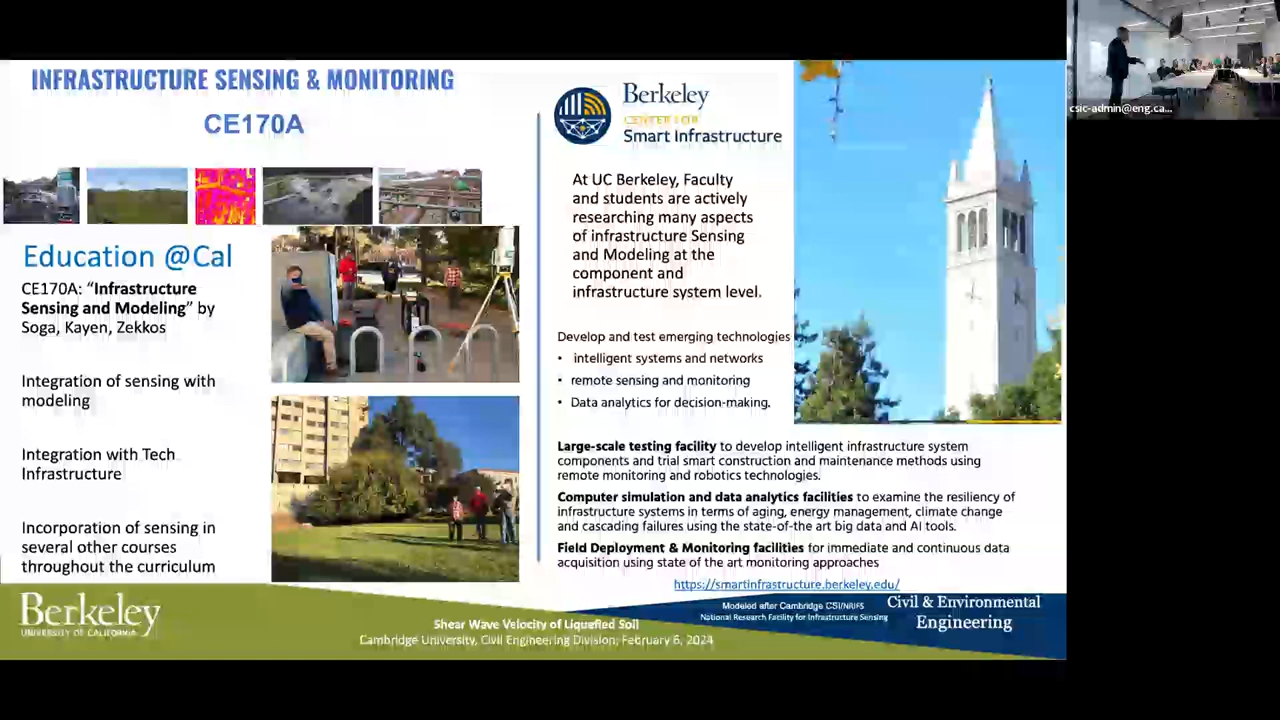 INFRASTRUCTURE SENSING & MONITORING
CE170A
Education @Cal
CE170A: “Infrastructure
Sensing and Modeling” by
Soga, Kayen, Zekkos
Integration of sensing with
modeling
Integration with Tech
Infrastructure
Incorporation of sensing in
several other courses
throughout the curriculum
Berkeley
CENTER FOR
Smart Infrastructure
At UC Berkeley, Faculty
and students are actively
researching many aspects
of infrastructure Sensing
and Modeling at the
component and
infrastructure system level.
Develop and test emerging technologies
• intelligent systems and networks
• remote sensing and monitoring
• Data analytics for decision-making.
Large-scale testing facility to develop intelligent infrastructure system
components and trial smart construction and maintenance methods using
remote monitoring and robotics technologies.
Computer simulation and data analytics facilities to examine the resiliency of
infrastructure systems in terms of aging, energy management, climate change
and cascading failures using the state-of-the art big data and AI tools.
Field Deployment & Monitoring facilities for immediate and continuous data
acquisition using state of the art monitoring approaches
https://smartinfrastructure.berkeley.edu/
Berkeley
UNIVERSITY OF CALIFORNIA
Shear Wave Velocity of Liquefied Soil
Cambridge University, Civil Engineering Division; February 6, 2024
Modeled after Cambridge CSI/NRIFS
National Research Facility for Infrastructure Sensing
Civil & Environmental
Engineering
csic-admin@eng.ca...